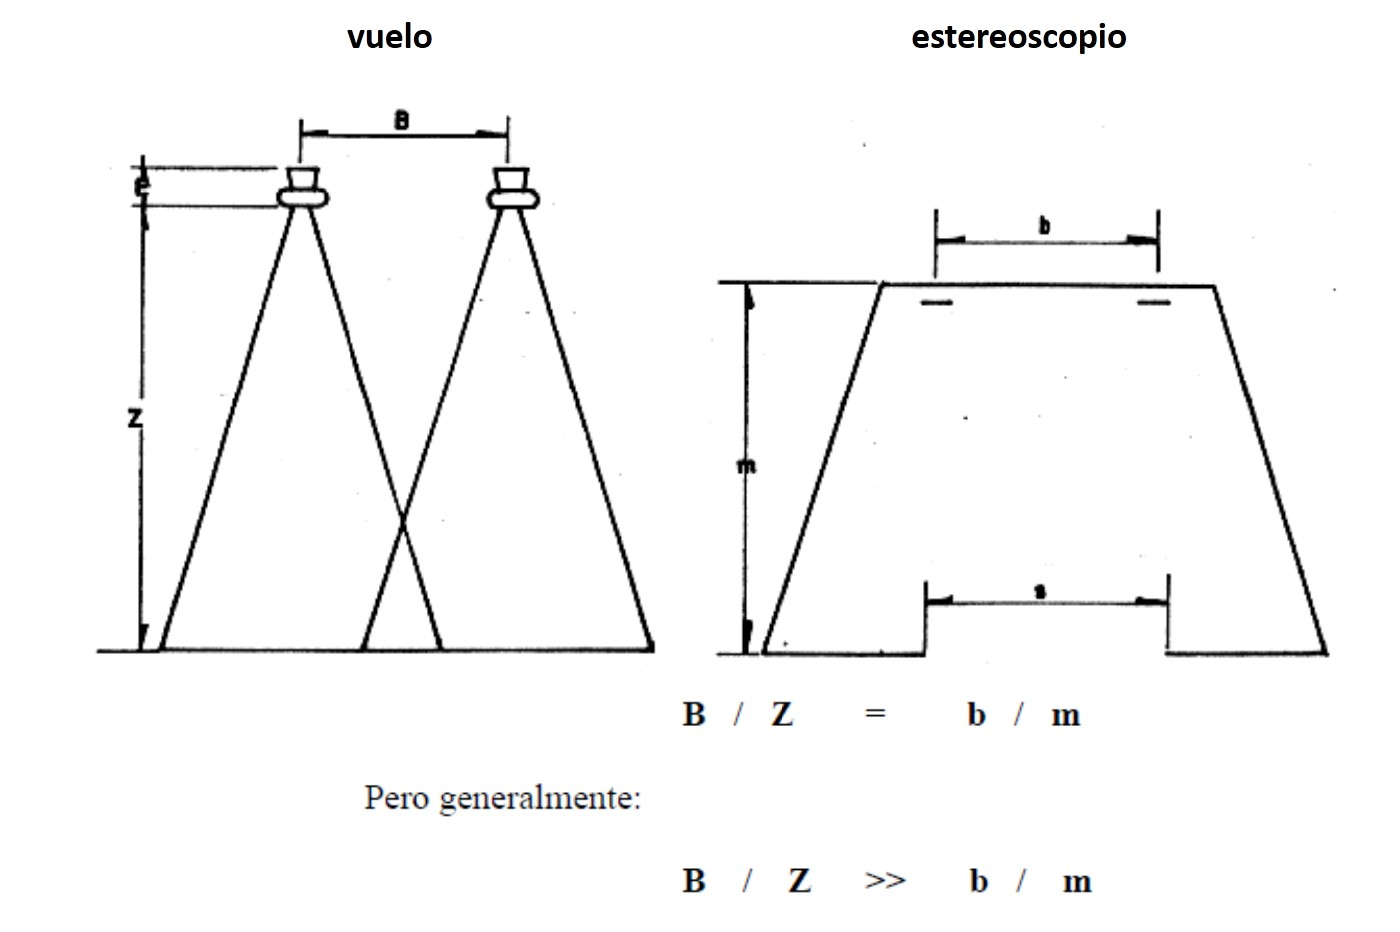 vuelo
estereoscopio
B
b
Z
m
s
B / Z = b / m
Pero generalmente:
B / Z >> b / m